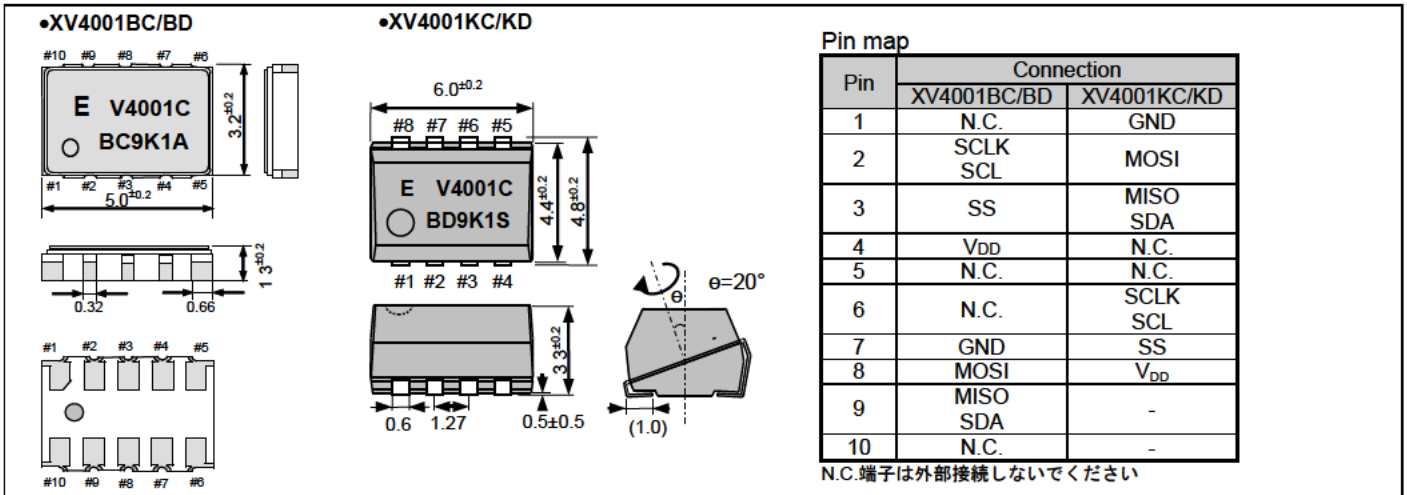 ●XV4001BC/BD
#10 #9 #8 #7 #6
E V4001C
BC9K1A
3.2±0.2
#1 #2 #3 #4 #5
5.0±0.2
1 3±0.2
0.32 0.66
#1 #2 #3 #4 #5
#10 #9 #8 #7 #6
●XV4001KC/KD
6.0±0.2
#8 #7 #6 #5
E V4001C
BD9K1S
4.4±0.2
4.8±0.2
#1 #2 #3 #4
3.3±0.2
0.6 1.27 0.5±0.5
θ θ=20°
(1.0)
Pin map
Pin Connection
XV4001BC/BD XV4001KC/KD
1 N.C. GND
2 SCLK SCL MOSI
3 SS MISO SDA
4 VDD N.C.
5 N.C. N.C.
6 N.C. SCLK SCL
7 GND SS
8 MOSI VDD
9 MISO SDA -
10 N.C. -
N.C.端子は外部接続しないでください